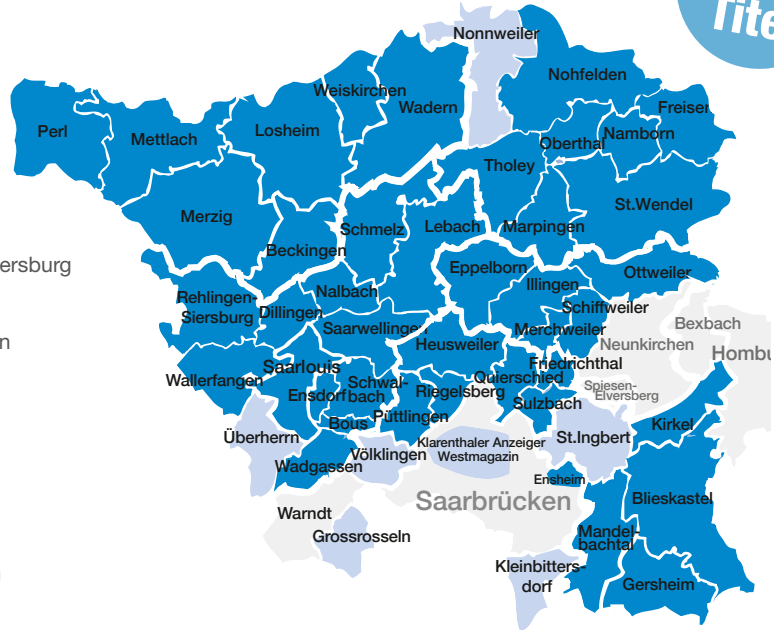 Tite
Nonnweiler
Nohfelden
Weiskirchen
Wadern
Freisen
Perl
Mettlach
Losheim
Oberthal
Namborn
Tholey
Merzig
St.Wendel
Schmelz
Lebach
Marpingen
Beckingen
ersburg
Eppelborn
Ottweiler
Illingen
Rehlingen-
Siersburg
Nalbach
Dillingen
Schiffweiler
Saarwellingen
Merchweiler
Bexbach
n
Heusweiler
Neunkirchen
Hombu
Friedrichthal
Saarlouis
Wallerfangen
Quierschied
Schwal-
bach
Ensdorf
Riegelsberg
Spiesen-
Elversberg
Sulzbach
Püttlingen
Bous
Kirkel
Überherrn
Klarenthaler Anzeiger
Westmagazin
St.Ingbert
Völklingen
Wadgassen
Ensheim
Blieskastel
Saarbrücken
Warndt
Grossrosseln
Mandel-
bachtal
Kleinbitters-
dorf
Gersheim